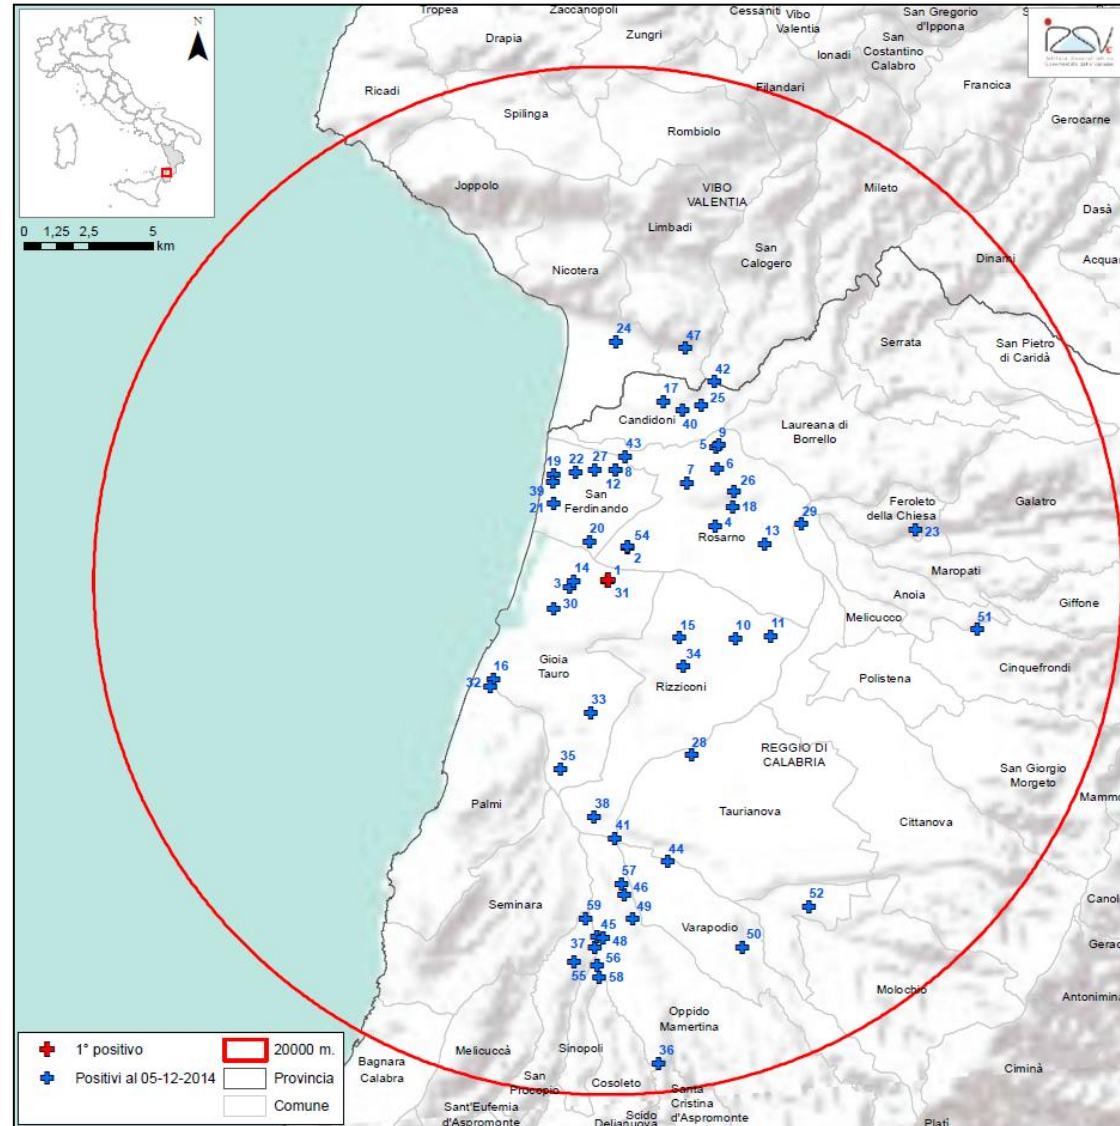 Tropea
Zaccanopoli
Cessaniti
Vibo
Valentia
San Gregorio
d'Ippona
Drapia
Zungri
San
Costantino
Calabro
Ionadi
Ricadi
Filandari
Francica
Spilinga
Rombiolo
Gerocarne
N
0 1,25 2,5 5
km
Joppolo
VIBO
VALENTIA
Mileto
Dasà
Limbadi
San
Calogero
Nicotera
Dinami
Acquar
24
47
Serrata
San Pietro
di Caridà
42
17
25
Candidoni
40
Laureana di
Borrello
9
43
5
19
22
27
8
6
12
7
39
San
Ferdinando
26
21
18
29
Feroleto
della Chiesa
Galatro
4
Rosarno
23
20
54
2
13
Maropati
14
1
3
31
Anoia
Giffone
30
Melicucco
15
10
11
51
Gioia
Tauro
34
Cinquefrondi
16
32
Rizziconi
Polistena
33
28
REGGIO DI
CALABRIA
35
San Giorgio
Morgeto
Palmi
Mammo
38
Taurianova
Cittanova
41
44
57
46
52
Seminara
59
49
Canolo
45
Varapodio
50
37
48
Gerac
56
55
58
Molochio
Antonimina
Oppido
Mamertina
36
Melicuccà
Sinopoli
Bagnara
Calabra
San
Procopio
Cosoleto
Ciminà
Santa
Cristina
d'Aspromonte
Sant'Eufemia
d'Aspromonte
Scido
Delianuova
Platì
1° positivo
20000 m.
Positivi al 05-12-2014
Provincia
Comune